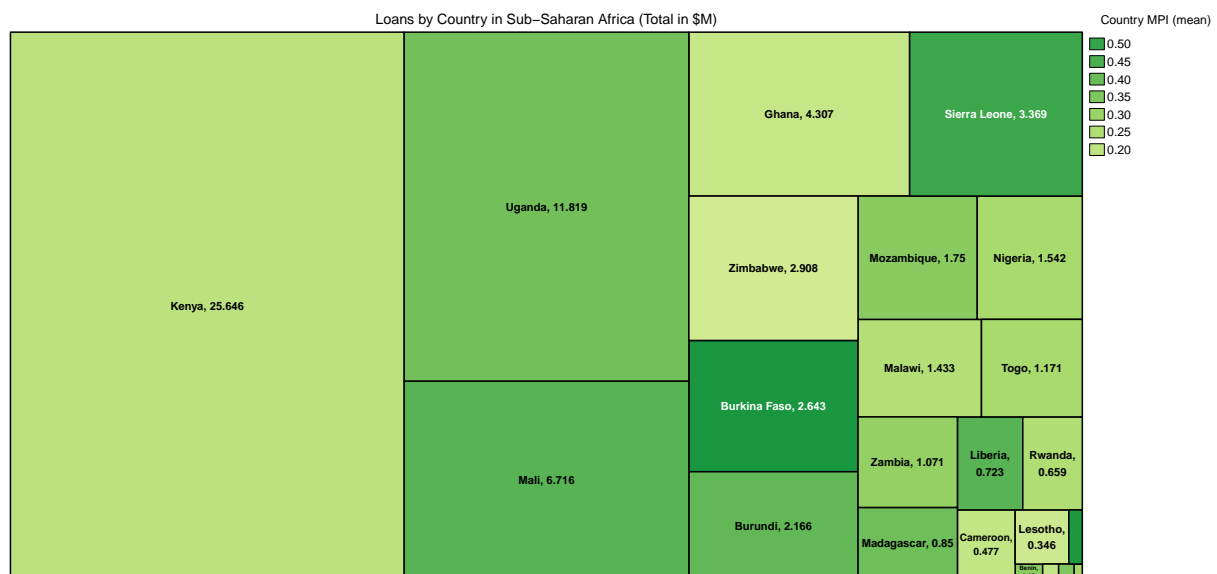 Loans by Country in Sub−Saharan Africa (Total in $M)
Country MPI (mean)
0.50
0.45
0.40
0.35
0.30
0.25
0.20
Kenya, 25.646
Uganda, 11.819
Mali, 6.716
Ghana, 4.307
Sierra Leone, 3.369
Zimbabwe, 2.908
Burkina Faso, 2.643
Burundi, 2.166
Mozambique, 1.75
Nigeria, 1.542
Malawi, 1.433
Togo, 1.171
Zambia, 1.071
Liberia,
0.723
Rwanda,
0.659
Madagascar, 0.85
Cameroon,
0.477
Lesotho,
0.346
Benin,